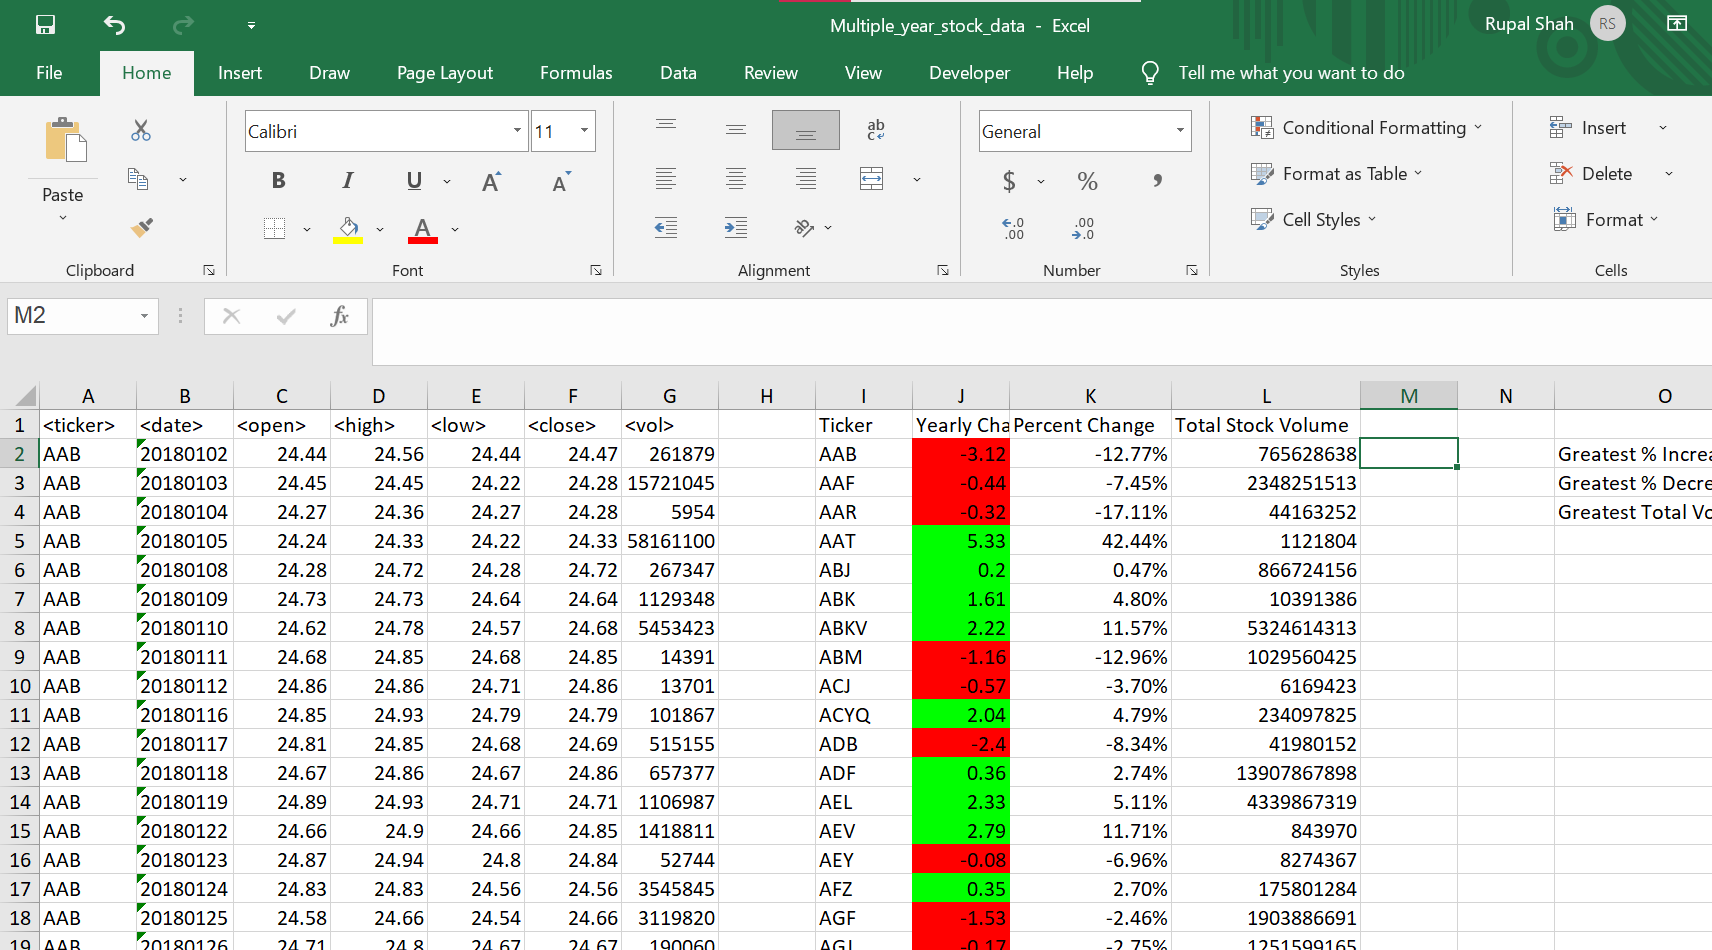 Multiple_year_stock_data - Excel
Rupal Shah RS
File Home Insert Draw Page Layout Formulas Data Review View Developer Help Tell me what you want to do
Paste
Clipboard
Calibri 11
B I U A A
A
Font
ab
c
Alignment
General
$ % ,
.0 .00
.00 .0
Number
Conditional Formatting
Format as Table
Cell Styles
Styles
Insert
Delete
Format
Cells
M2 fx
A B C D E F G H I J K L M N O
1 <ticker> <date> <open> <high> <low> <close> <vol> Ticker Yearly Cha Percent Change Total Stock Volume
2 AAB 20180102 24.44 24.56 24.44 24.47 261879 AAB -3.12 -12.77% 765628638 Greatest % Increa
3 AAB 20180103 24.45 24.45 24.22 24.28 15721045 AAF -0.44 -7.45% 2348251513 Greatest % Decre
4 AAB 20180104 24.27 24.36 24.27 24.28 5954 AAR -0.32 -17.11% 44163252 Greatest Total Vo
5 AAB 20180105 24.24 24.33 24.22 24.33 58161100 AAT 5.33 42.44% 1121804
6 AAB 20180108 24.28 24.72 24.28 24.72 267347 ABJ 0.2 0.47% 866724156
7 AAB 20180109 24.73 24.73 24.64 24.64 1129348 ABK 1.61 4.80% 10391386
8 AAB 20180110 24.62 24.78 24.57 24.68 5453423 ABKV 2.22 11.57% 5324614313
9 AAB 20180111 24.68 24.85 24.68 24.85 14391 ABM -1.16 -12.96% 1029560425
10 AAB 20180112 24.86 24.86 24.71 24.86 13701 ACJ -0.57 -3.70% 6169423
11 AAB 20180116 24.85 24.93 24.79 24.79 101867 ACYQ 2.04 4.79% 234097825
12 AAB 20180117 24.81 24.85 24.68 24.69 515155 ADB -2.4 -8.34% 41980152
13 AAB 20180118 24.67 24.86 24.67 24.86 657377 ADF 0.36 2.74% 13907867898
14 AAB 20180119 24.89 24.93 24.71 24.71 1106987 AEL 2.33 5.11% 4339867319
15 AAB 20180122 24.66 24.9 24.66 24.85 1418811 AEV 2.79 11.71% 843970
16 AAB 20180123 24.87 24.94 24.8 24.84 52744 AEY -0.08 -6.96% 8274367
17 AAB 20180124 24.83 24.83 24.56 24.56 3545845 AFZ 0.35 2.70% 175801284
18 AAB 20180125 24.58 24.66 24.54 24.66 3119820 AGF -1.53 -2.46% 1903886691
19 AAB 20180126 24.71 24.8 24.67 24.67 190060 AGJ -0.17 -2.75% 1251599165